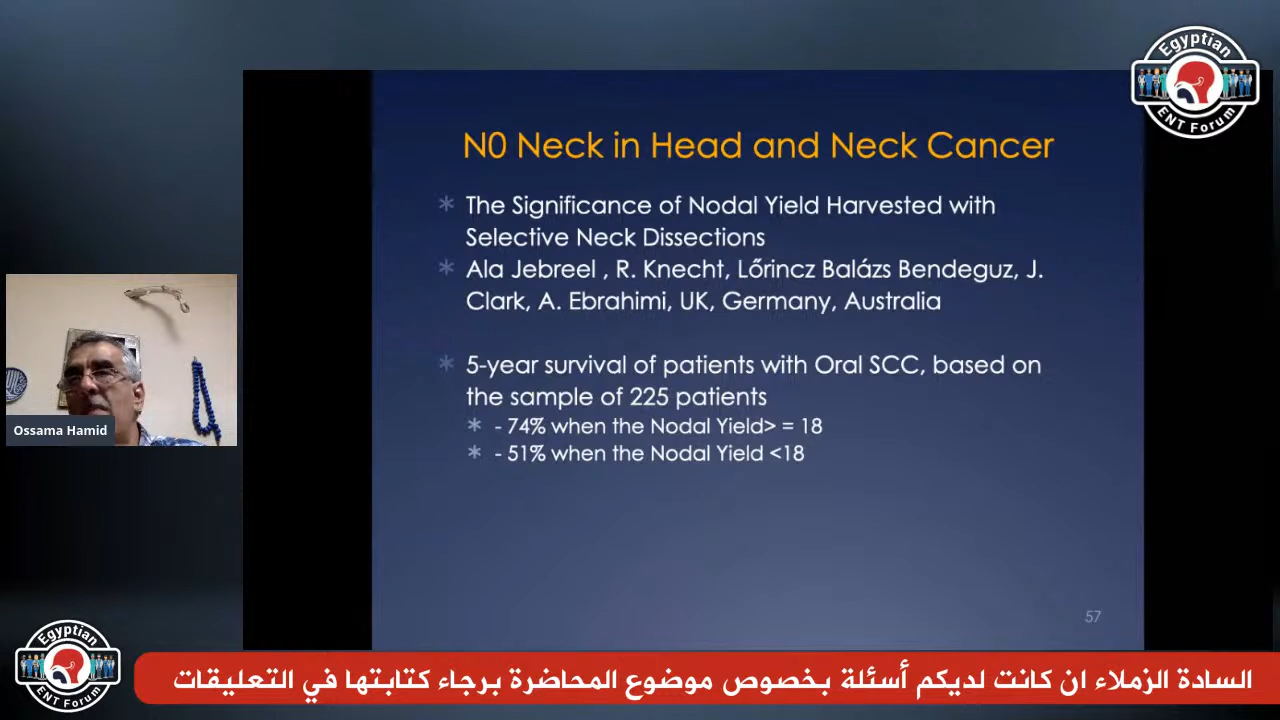 Egyptian
ENT Forum
N0 Neck in Head and Neck Cancer
The Significance of Nodal Yield Harvested with
Selective Neck Dissections
Ala Jebreel , R. Knecht, Lőrincz Balázs Bendeguz, J.
Clark, A. Ebrahimi, UK, Germany, Australia
5-year survival of patients with Oral SCC, based on
the sample of 225 patients
- 74% when the Nodal Yield> = 18
- 51% when the Nodal Yield <18
57
Ossama Hamid
Egyptian
ENT Forum
السادة الزملاء ان كانت لديكم أسئلة بخصوص موضوع المحاضرة برجاء كتابتها في التعليقات